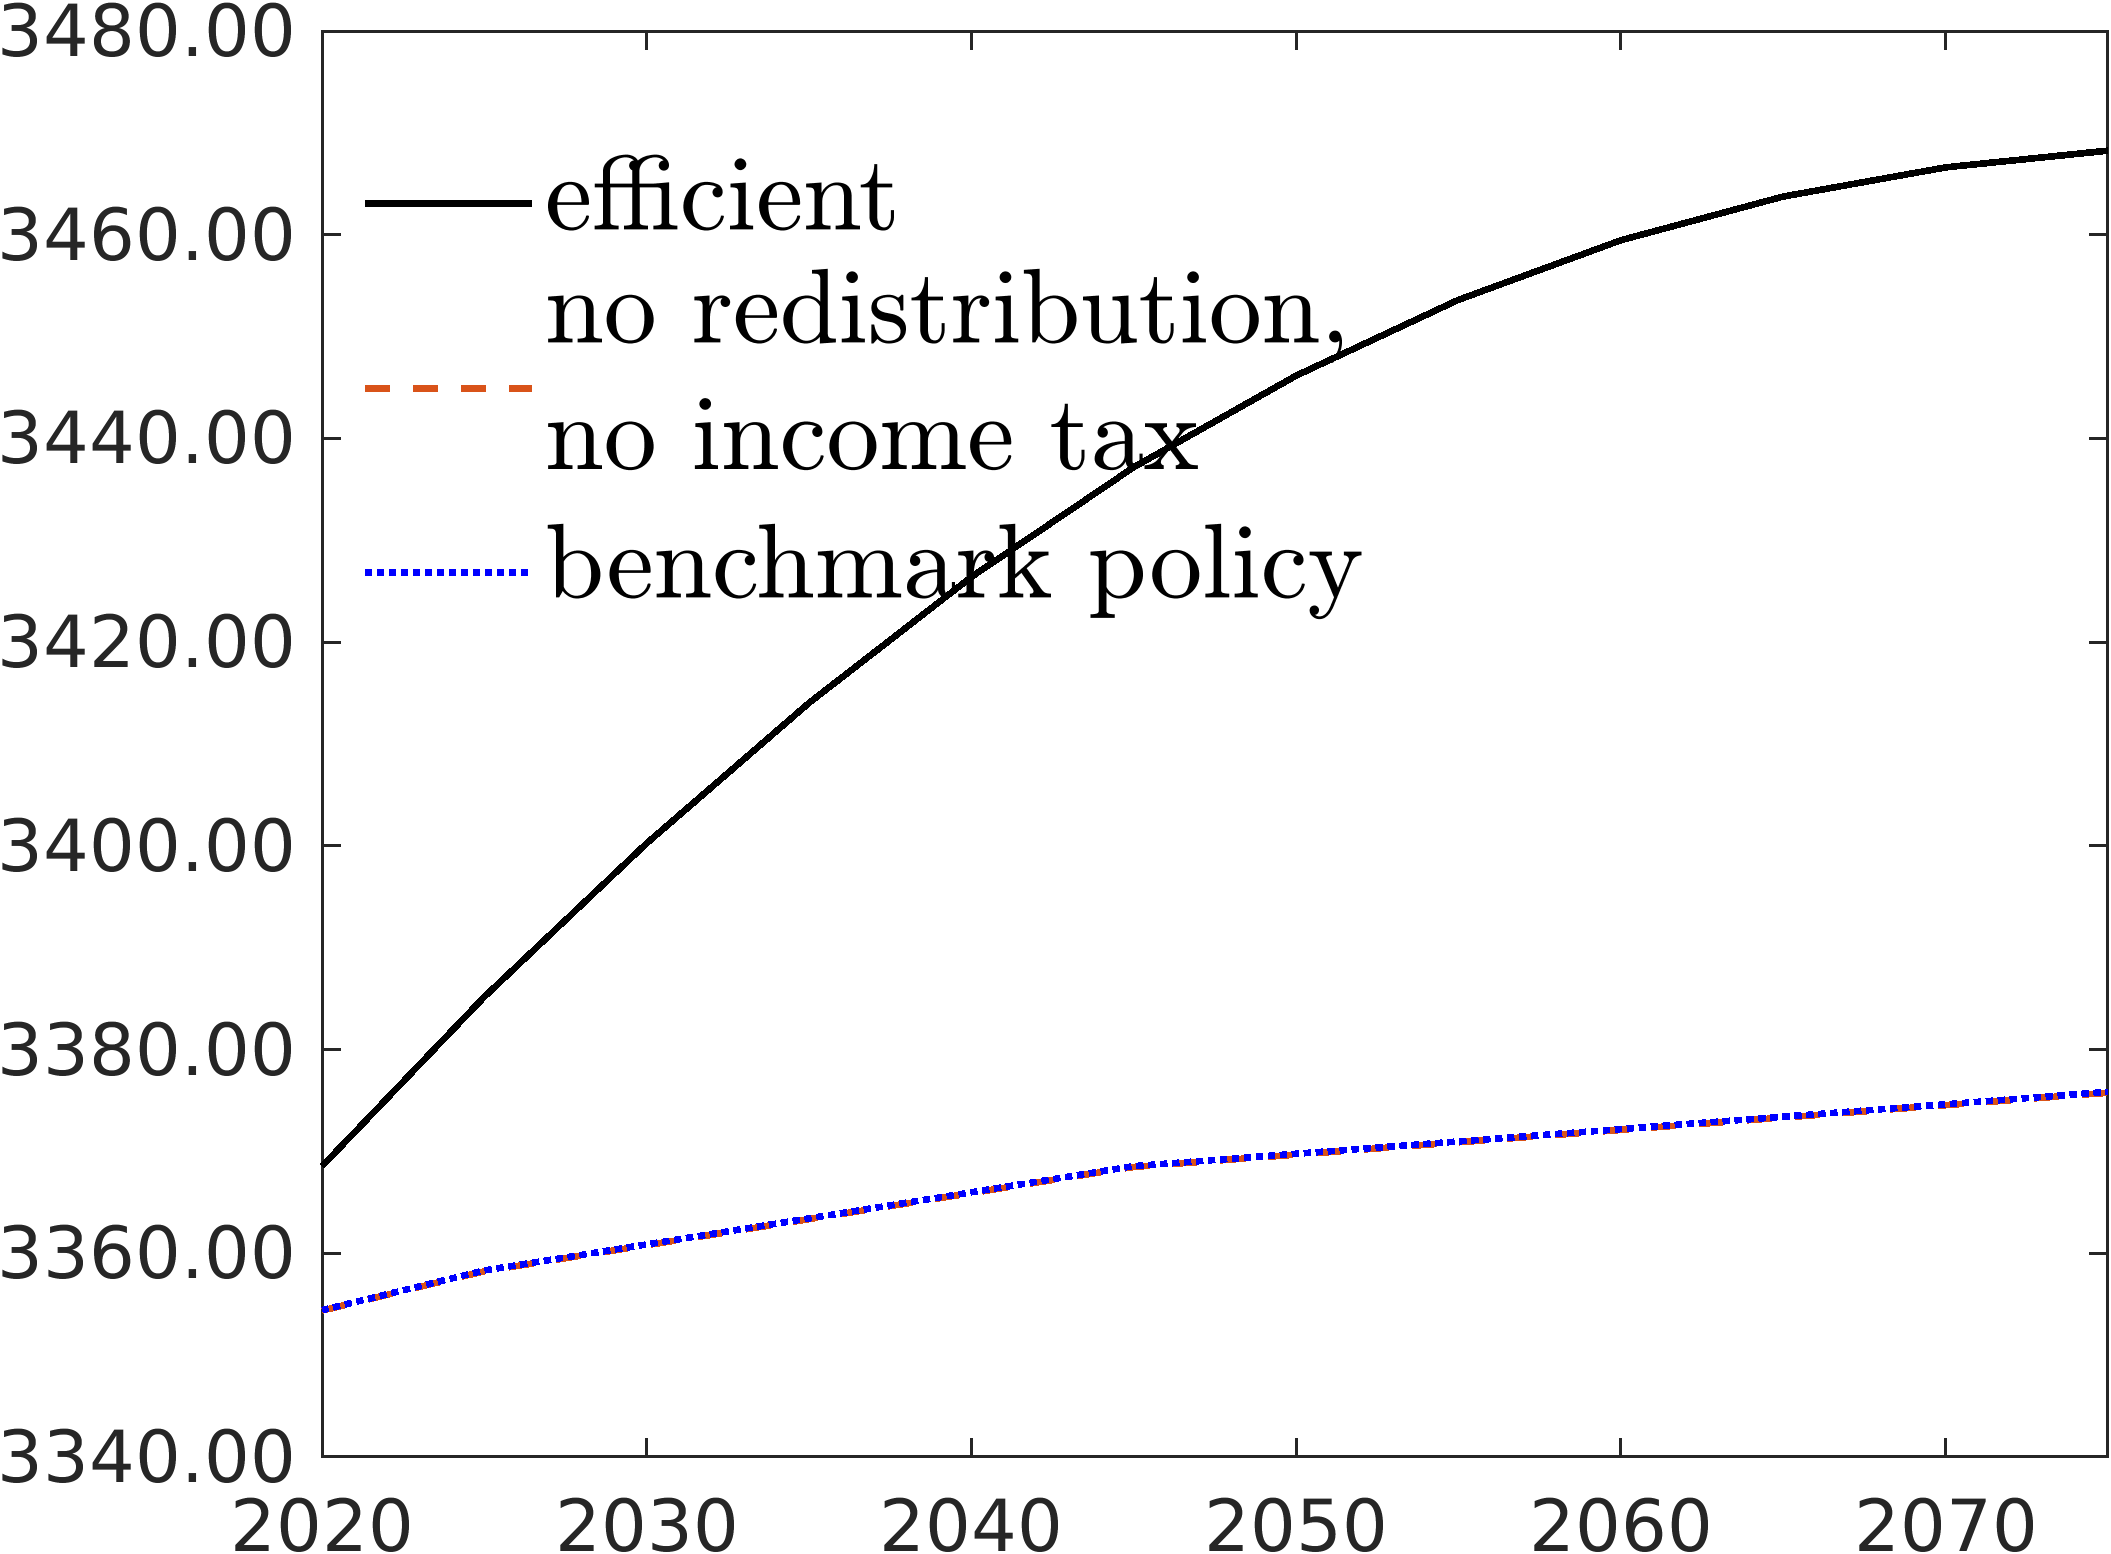 3480.00
3460.00
3440.00
3420.00
3400.00
3380.00
3360.00
3340.00
efficient
no redistribution,
no income tax
benchmark policy
2020 2030 2040 2050 2060 2070